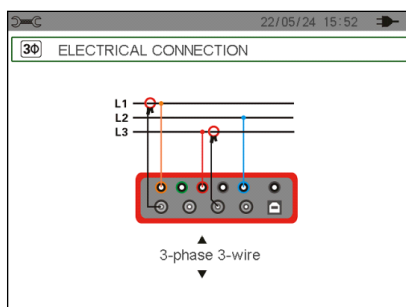 22/05/24 15:52
3Φ ELECTRICAL CONNECTION
L1
L2
L3
3-phase 3-wire